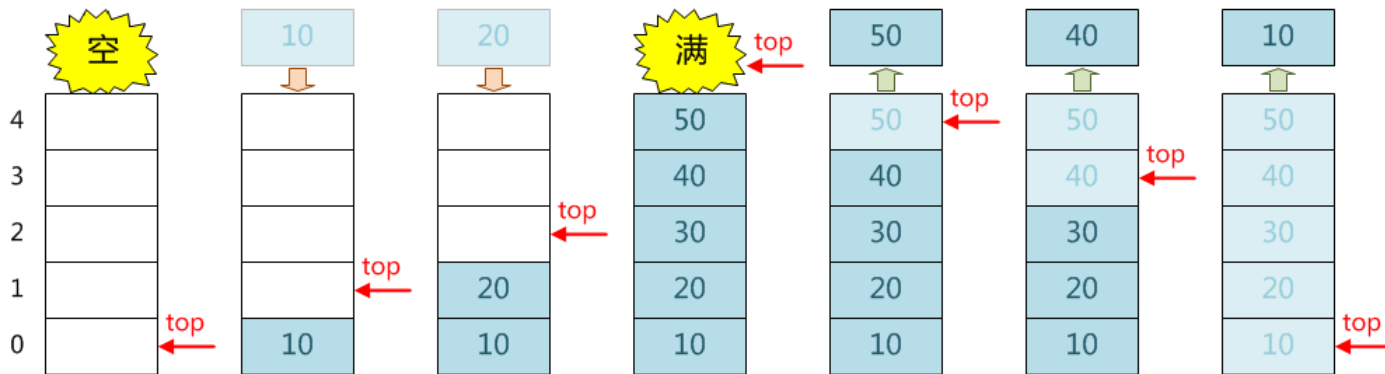 空 10 20 满 top 50 40 10
4 50 50 top 50 50
3 40 40 40 top 40
2 top 30 30 30 30
1 top 20 20 20 20 20
0 top 10 10 10 10 10 10 top